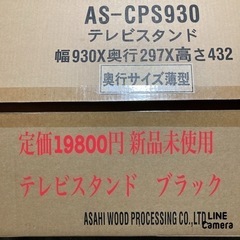 AS-CPS930
テレビスタンド
幅930X奥行297X高さ432
奥行サイズ薄型
定価19800円 新品未使用
テレビスタンド ブラック
ASAHI WOOD PROCESSING CO.,LTD.
LINE
Camera